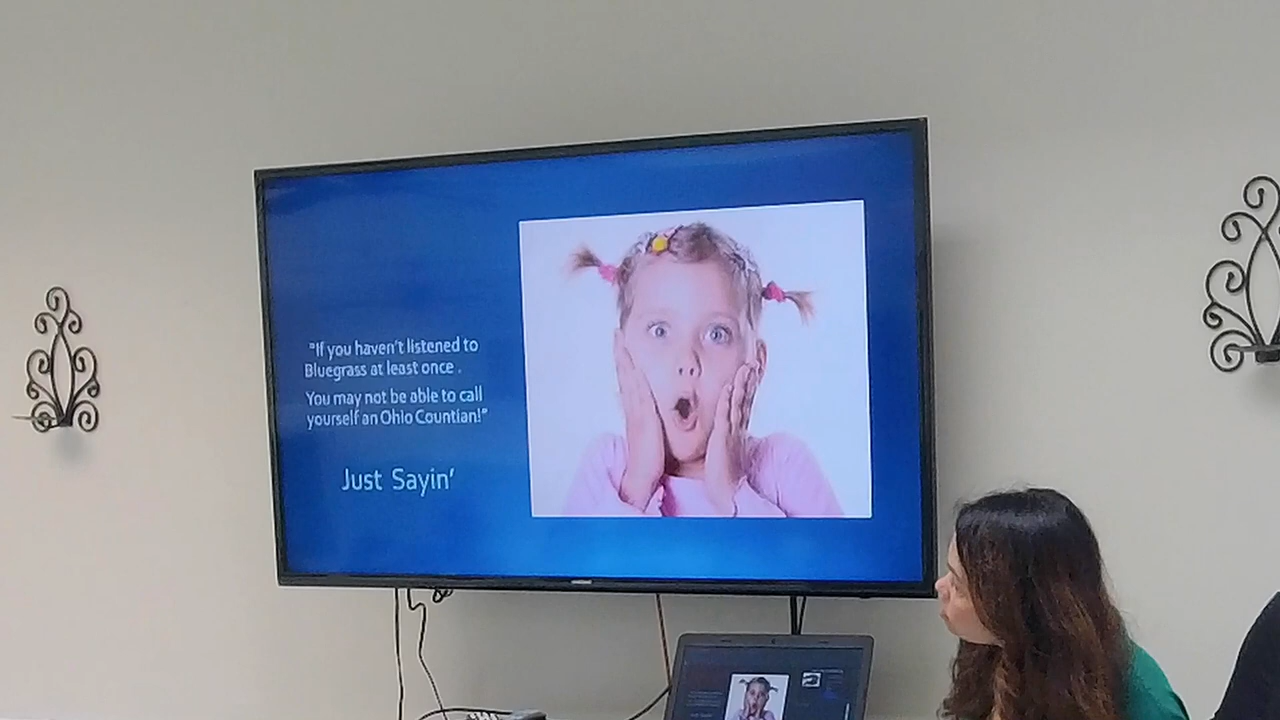 "If you haven't listened to
Bluegrass at least once .
You may not be able to call
yourself an Ohio Countian!"
Just Sayin'